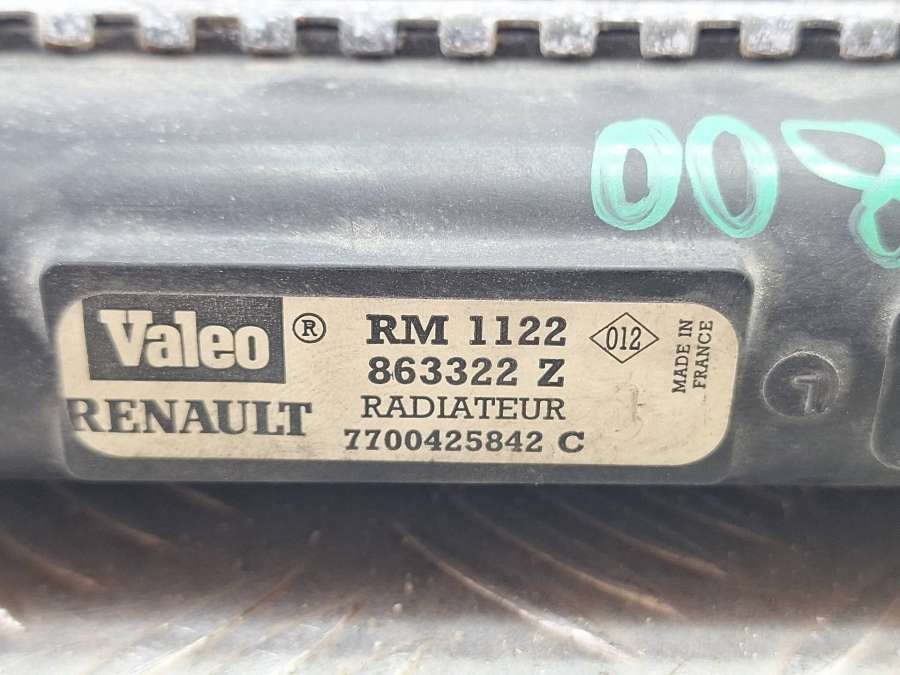 008
Valeo ® RM 1122
012
MADE IN
FRANCE
863322 Z
RENAULT RADIATEUR
7700425842 C